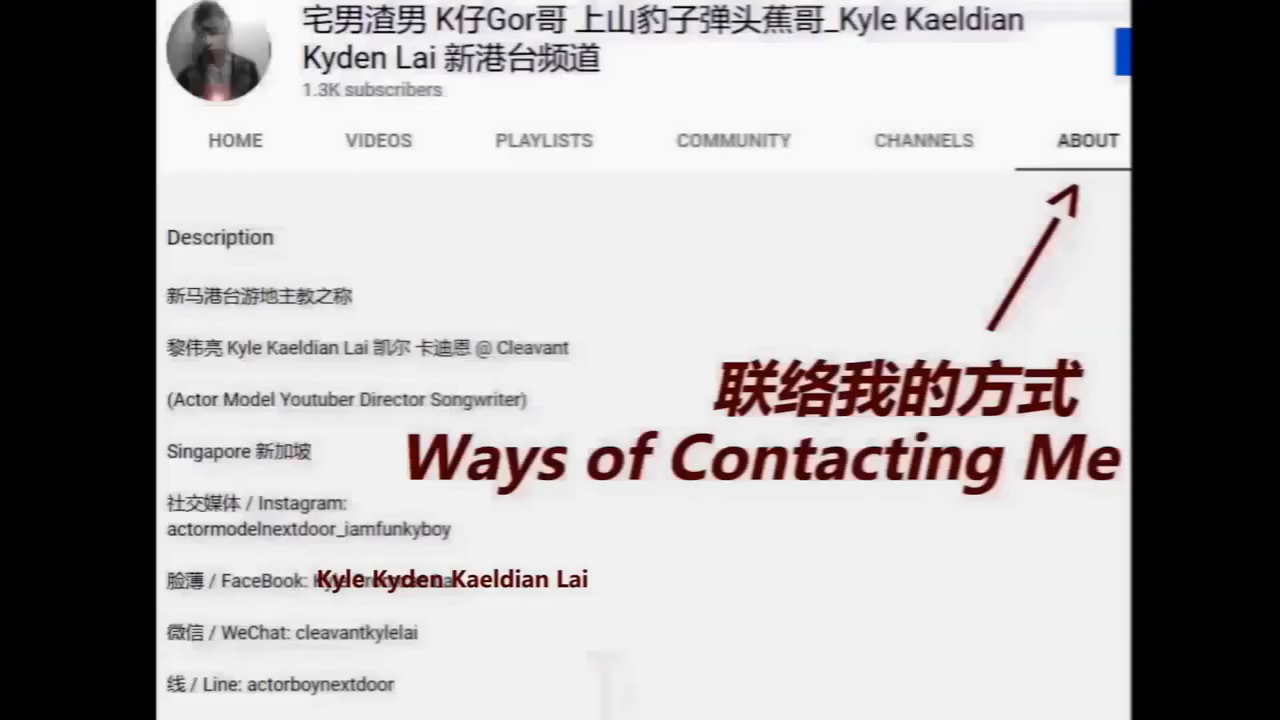 宅男渣男 K仔Gor哥 上山豹子弹头蕉哥_Kyle Kaeldian
Kyden Lai 新港台频道
1.3K subscribers
HOME VIDEOS PLAYLISTS COMMUNITY CHANNELS ABOUT
Description
新马港台游地主教之称
黎伟亮 Kyle Kaeldian Lai 凯尔 卡迪恩 @ Cleavant
(Actor Model Youtuber Director Songwriter)
联络我的方式
Singapore 新加坡
Ways of Contacting Me
社交媒体 / Instagram:
actormodelnextdoor_iamfunkyboy
脸薄 / FaceBook: Kyle Kyden Kaeldian Lai
微信 / WeChat: cleavantkylelai
线 / Line: actorboynextdoor